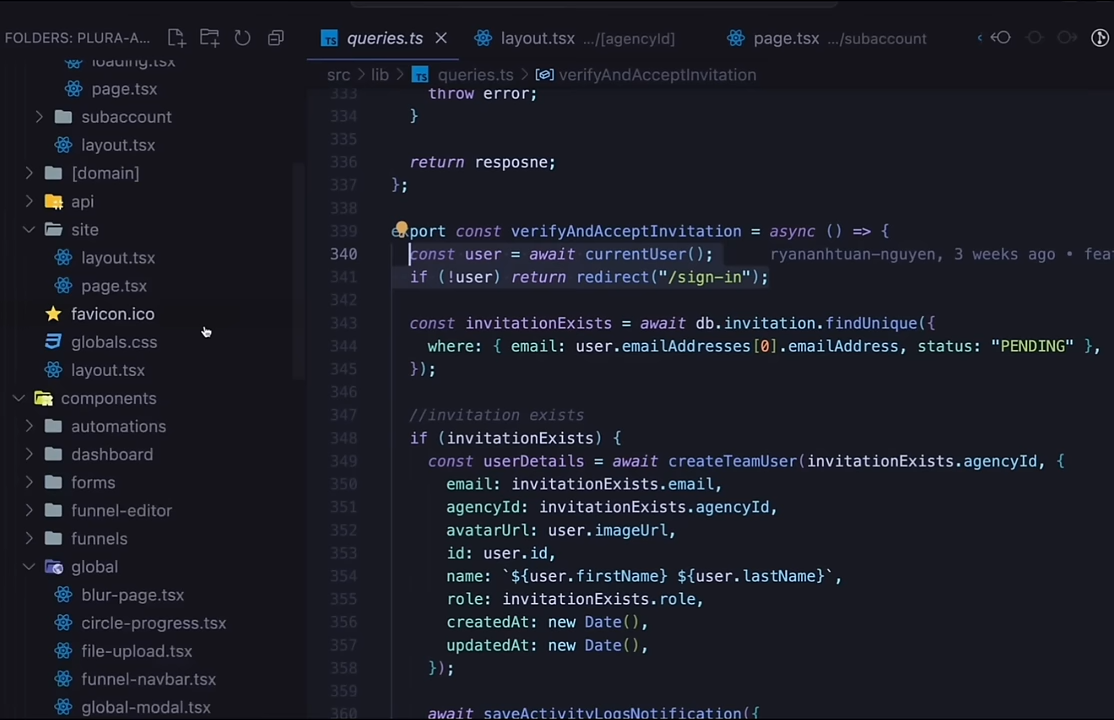 FOLDERS: PLURA-A...
loading.tsx
page.tsx
subaccount
layout.tsx
[domain]
api
site
layout.tsx
page.tsx
favicon.ico
globals.css
layout.tsx
components
automations
dashboard
forms
funnel-editor
funnels
global
blur-page.tsx
circle-progress.tsx
file-upload.tsx
funnel-navbar.tsx
global-modal.tsx
TS queries.ts layout.tsx .../[agencyId] page.tsx .../subaccount
src > lib > TS queries.ts > verifyAndAcceptInvitation
333 throw error;
334 }
335
336 return resposne;
337 };
338
339 export const verifyAndAcceptInvitation = async () => {
340 const user = await currentUser(); ryananhtuan-nguyen, 3 weeks ago • fea
341 if (!user) return redirect("/sign-in");
342
343 const invitationExists = await db.invitation.findUnique({
344 where: { email: user.emailAddresses[0].emailAddress, status: "PENDING" },
345 });
346
347 //invitation exists
348 if (invitationExists) {
349 const userDetails = await createTeamUser(invitationExists.agencyId, {
350 email: invitationExists.email,
351 agencyId: invitationExists.agencyId,
352 avatarUrl: user.imageUrl,
353 id: user.id,
354 name: `${user.firstName} ${user.lastName}`,
355 role: invitationExists.role,
356 createdAt: new Date(),
357 updatedAt: new Date(),
358 });
359
360 await saveActivityLogsNotification({